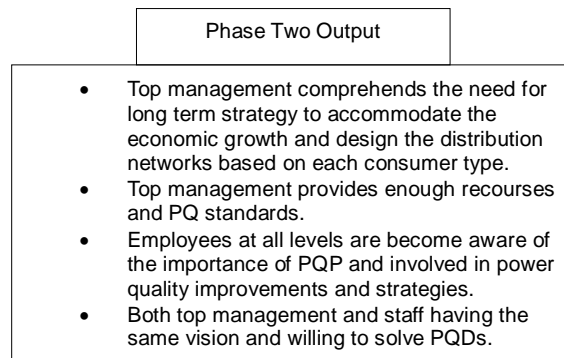 Phase Two Output
• Top management comprehends the need for
long term strategy to accommodate the
economic growth and design the distribution
networks based on each consumer type.
• Top management provides enough recourses
and PQ standards.
• Employees at all levels are become aware of
the importance of PQP and involved in power
quality improvements and strategies.
• Both top management and staff having the
same vision and willing to solve PQDs.